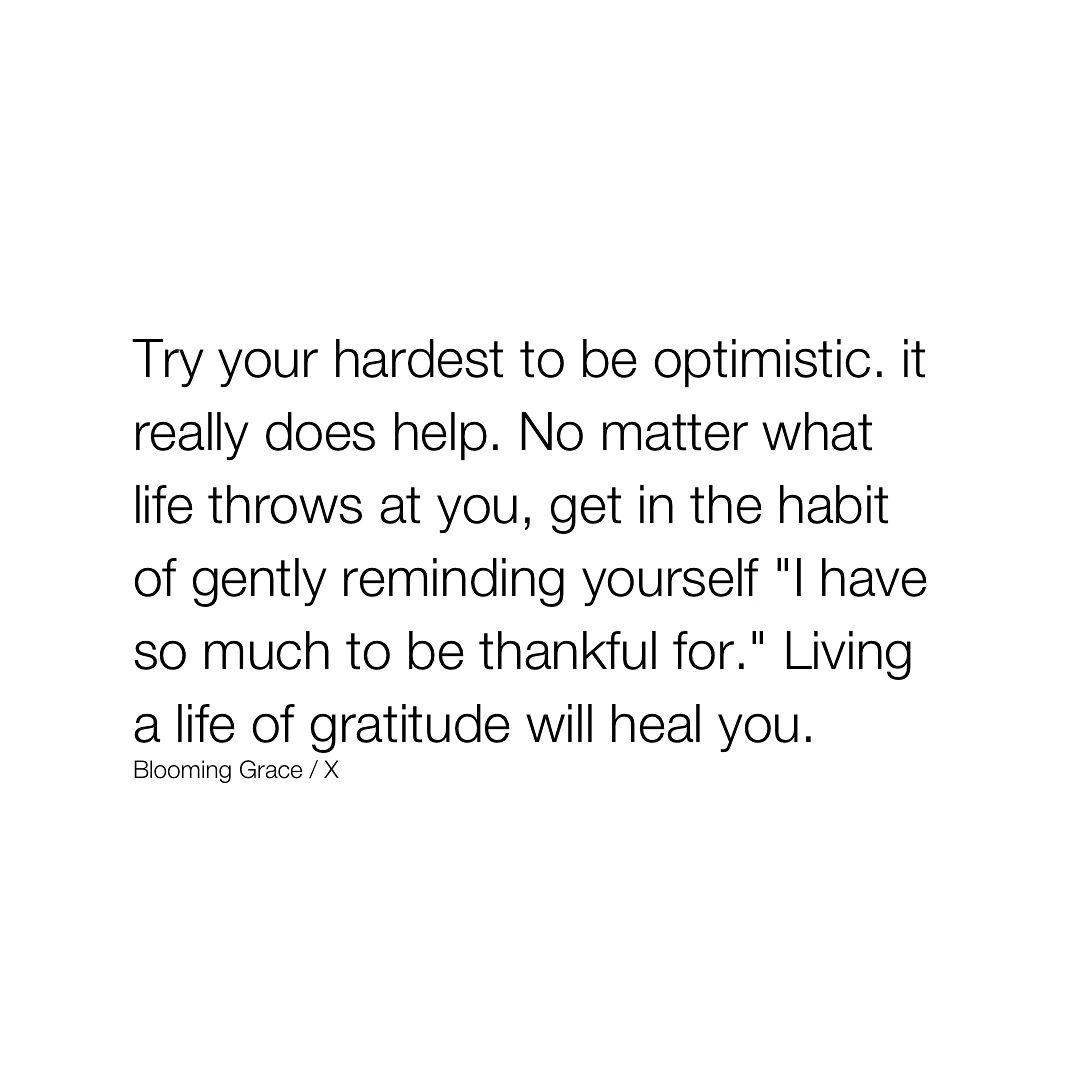 Try your hardest to be optimistic. it
really does help. No matter what
life throws at you, get in the habit
of gently reminding yourself "I have
so much to be thankful for." Living
a life of gratitude will heal you.
Blooming Grace / X